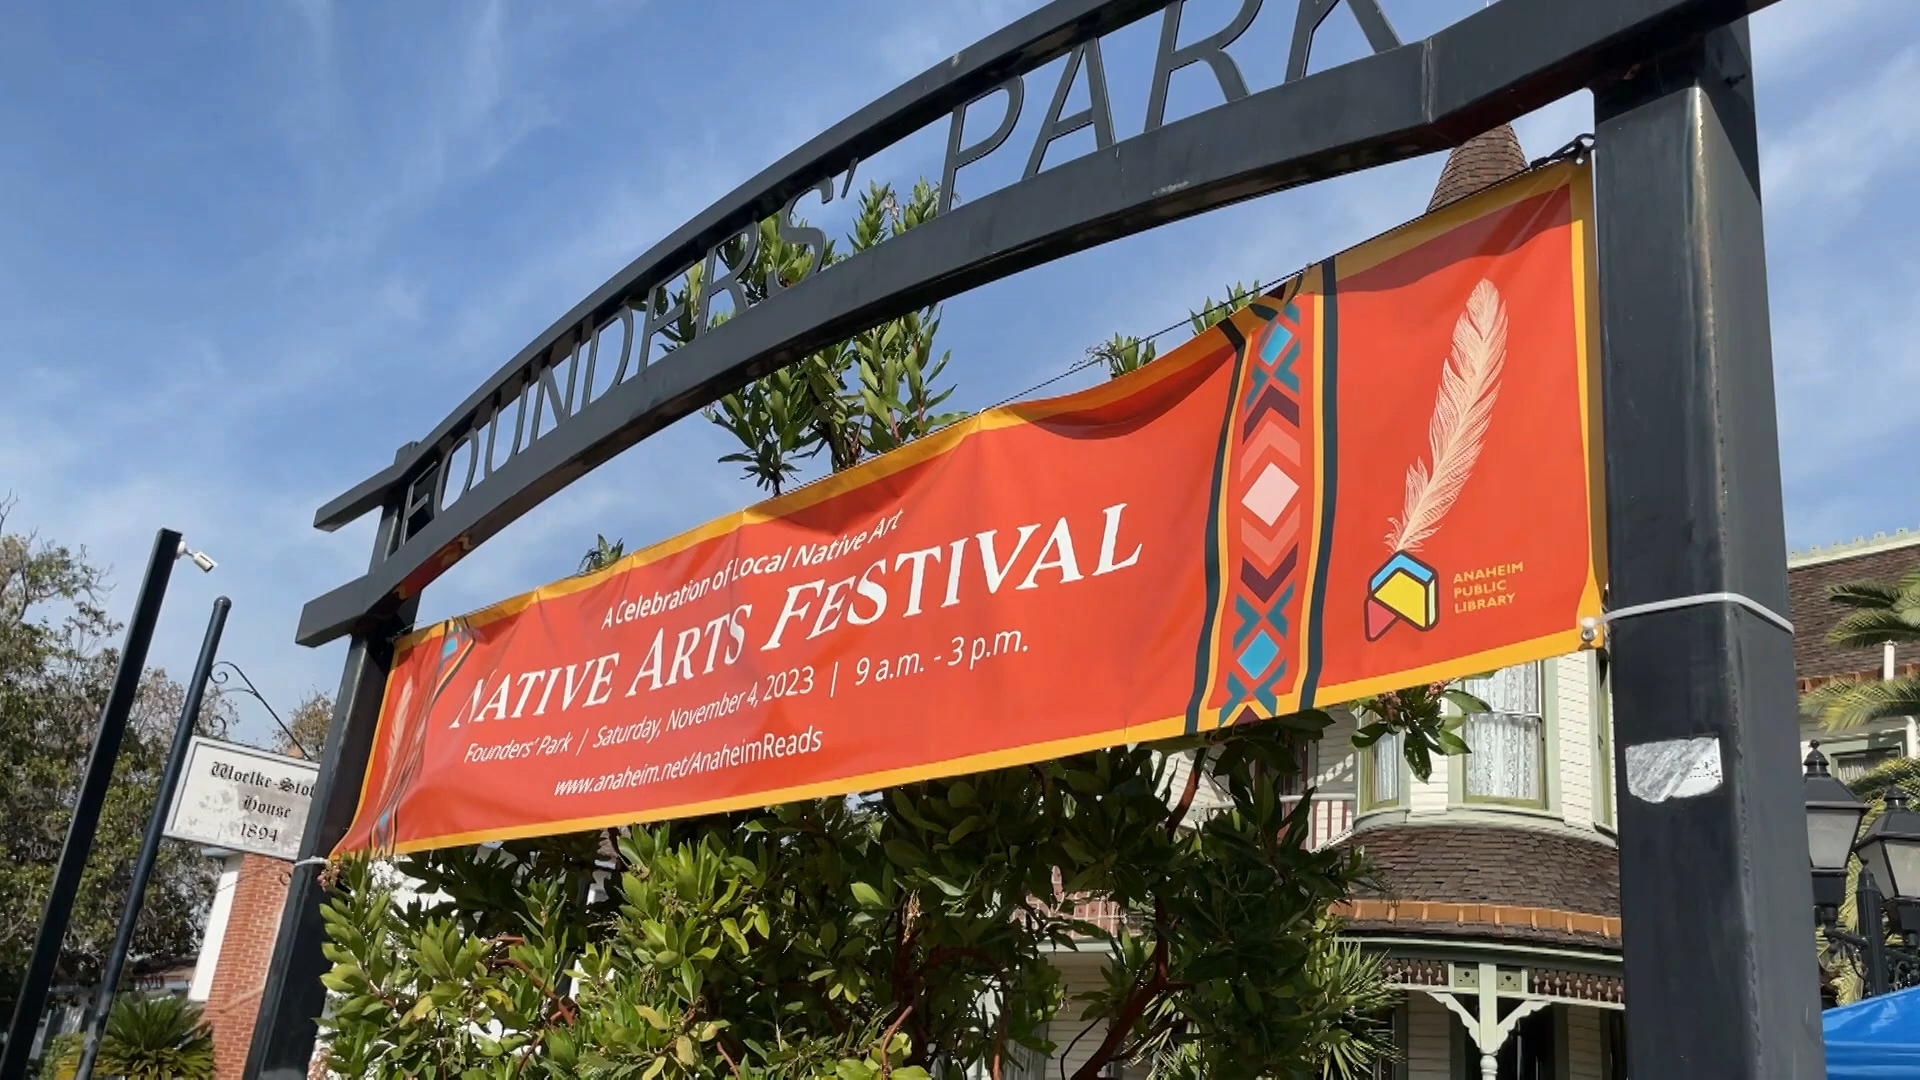 FOUNDERS' PARK
A Celebration of Local Native Art
NATIVE ARTS FESTIVAL
Founders' Park / Saturday, November 4, 2023 | 9 a.m. - 3 p.m.
www.anaheim.net/AnaheimReads
ANAHEIM
PUBLIC
LIBRARY
Woelke-Sto
House
1894